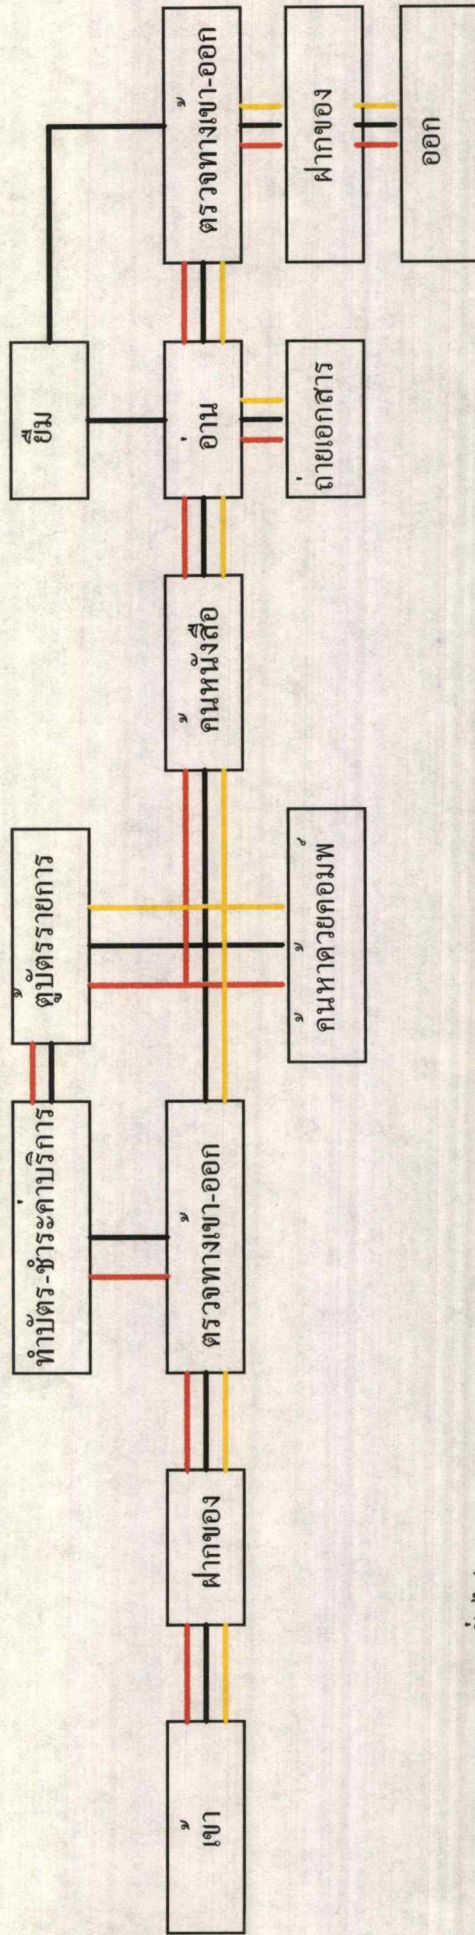 เข้า
ฝากของ
ตรวจทางเข้า-ออก
ทำบัตร-ชำระค่าบริการ
ตู้บัตรรายการ
ค้นหาด้วยคอมพ์
ค้นหนังสือ
อ่าน
ยืม
ถ่ายเอกสาร
ตรวจทางเข้า-ออก
ฝากของ
ออก